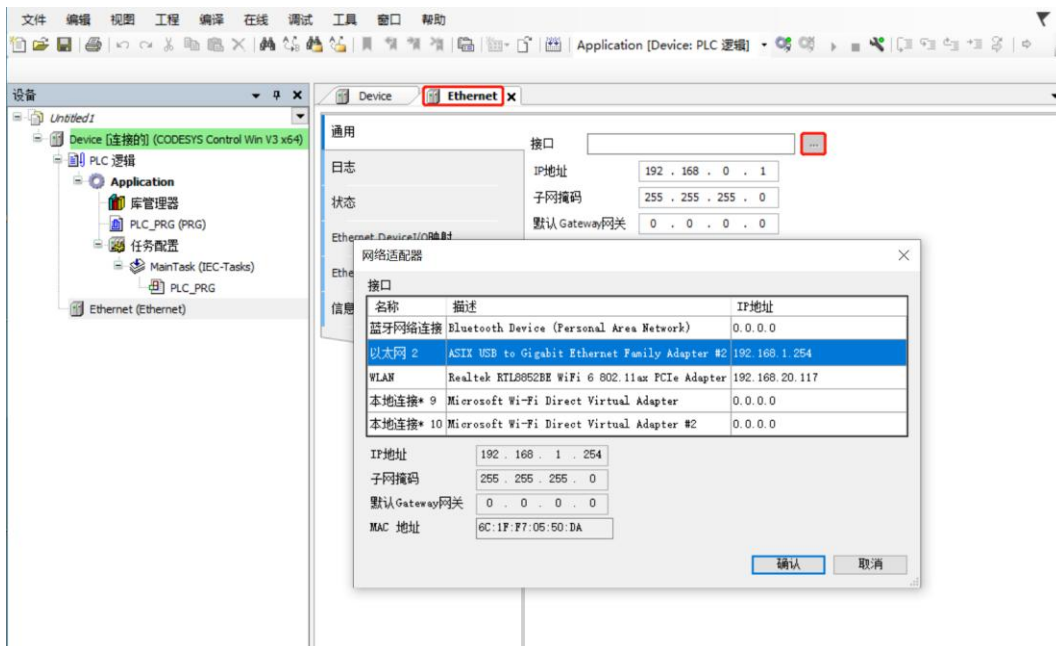 文件 编辑 视图 工程 编译 在线 调试 工具 窗口 帮助
Application [Device: PLC 逻辑]
设备
Device
Ethernet
Untitled1
Device [连接的] (CODESYS Control Win V3 x64)
PLC 逻辑
Application
库管理器
PLC_PRG (PRG)
任务配置
MainTask (IEC-Tasks)
PLC_PRG
Ethernet (Ethernet)
通用
日志
状态
Ethernet DeviceI/O映射
Ethe
信息
接口
IP地址 192 . 168 . 0 . 1
子网掩码 255 . 255 . 255 . 0
默认Gateway网关 0 . 0 . 0 . 0
网络适配器
接口
名称 描述 IP地址
蓝牙网络连接 Bluetooth Device (Personal Area Network) 0.0.0.0
以太网 2 ASIX USB to Gigabit Ethernet Family Adapter #2 192.168.1.254
WLAN Realtek RTL8852BE WiFi 6 802.11ax PCIe Adapter 192.168.20.117
本地连接* 9 Microsoft Wi-Fi Direct Virtual Adapter 0.0.0.0
本地连接* 10 Microsoft Wi-Fi Direct Virtual Adapter #2 0.0.0.0
IP地址 192 . 168 . 1 . 254
子网掩码 255 . 255 . 255 . 0
默认Gateway网关 0 . 0 . 0 . 0
MAC 地址 6C:1F:F7:05:50:DA
确认 取消